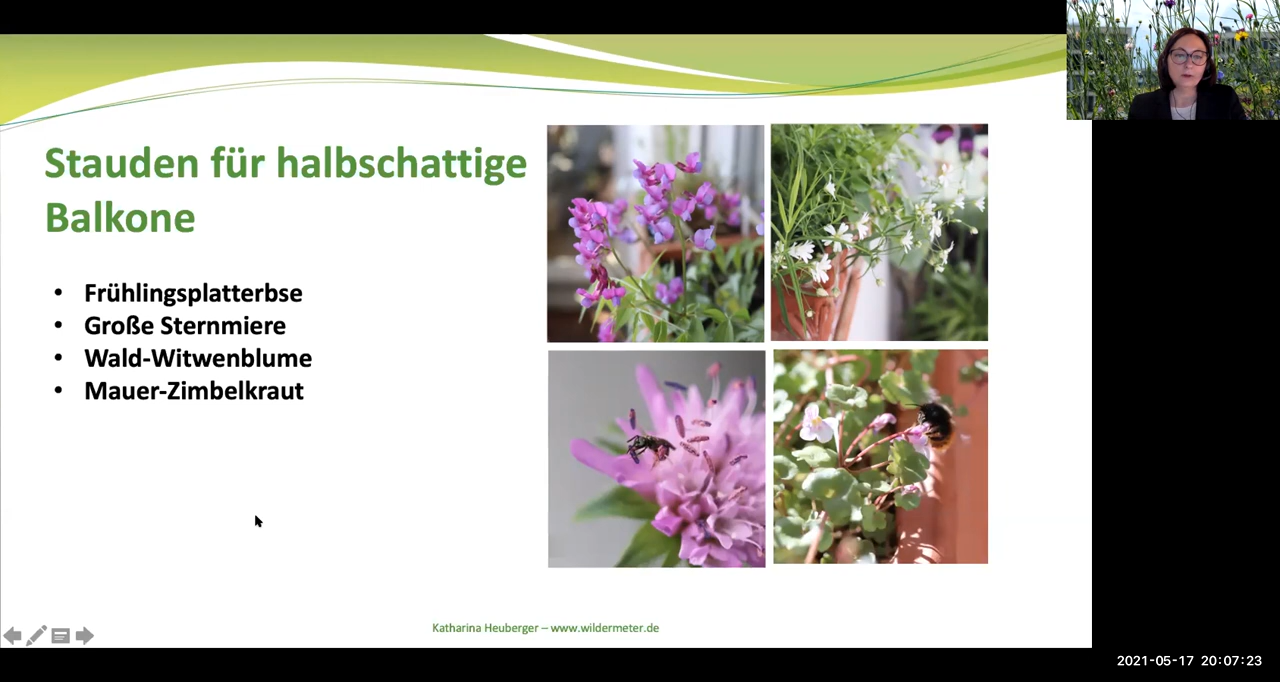 Stauden für halbschattige
Balkone
• Frühlingsplatterbse
• Große Sternmiere
• Wald-Witwenblume
• Mauer-Zimbelkraut
Katharina Heuberger – www.wildermeter.de
2021-05-17 20:07:23